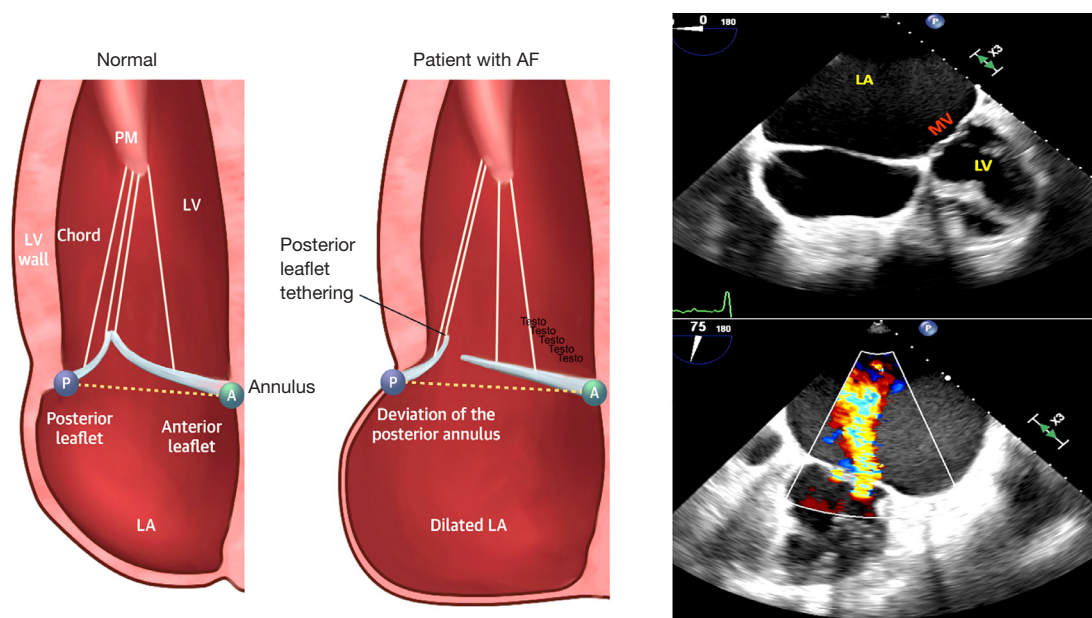 Normal
PM
LV
Chord
LV
wall
P
A
Annulus
Posterior
leaflet
Anterior
leaflet
LA
Patient with AF
Posterior
leaflet
tethering
Testo
Testo
Testo
Testo
Testo
P
A
Deviation of the
posterior annulus
Dilated LA
0 180
P
X3
LA
MV
LV
75 180
P
X3